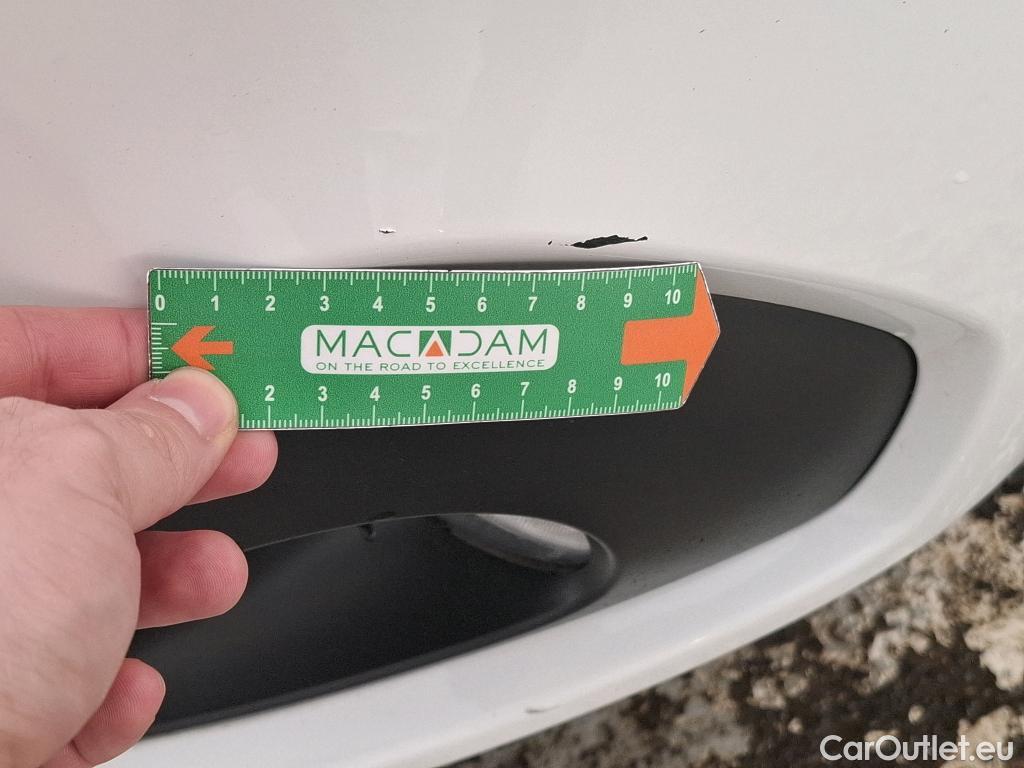 0 1 2 3 4 5 6 7 8 9 10
MACADAM
ON THE ROAD TO EXCELLENCE
2 3 4 5 6 7 8 9 10
CarOutlet.eu